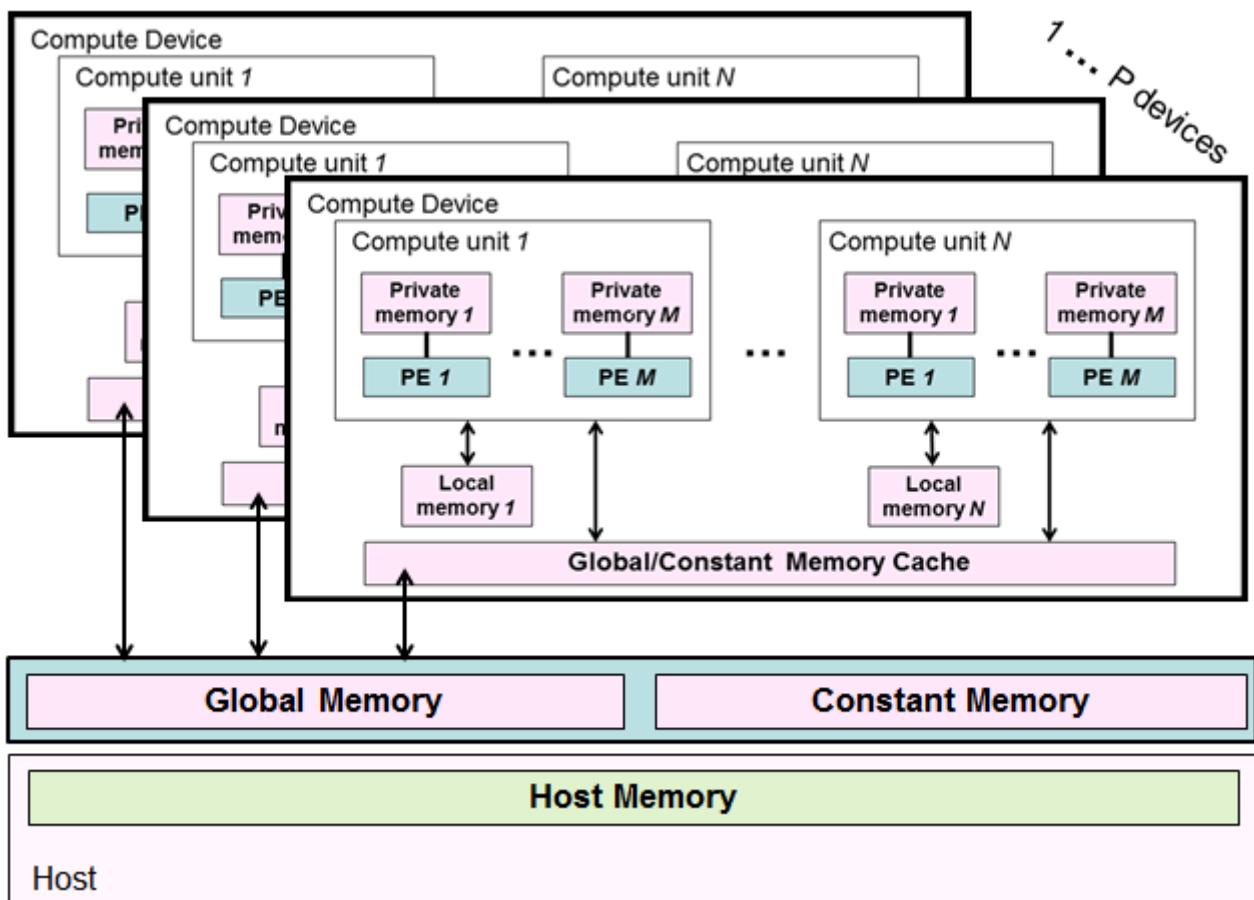 Compute Device
Compute unit 1
Compute unit N
1 ... P devices
Compute Device
Compute unit 1
Compute unit N
Compute Device
Compute unit 1
Compute unit N
Private
memory 1
Private
memory M
...
PE 1
PE M
...
Private
memory 1
Private
memory M
...
PE 1
PE M
Local
memory 1
Local
memory N
Global/Constant Memory Cache
Global Memory
Constant Memory
Host Memory
Host